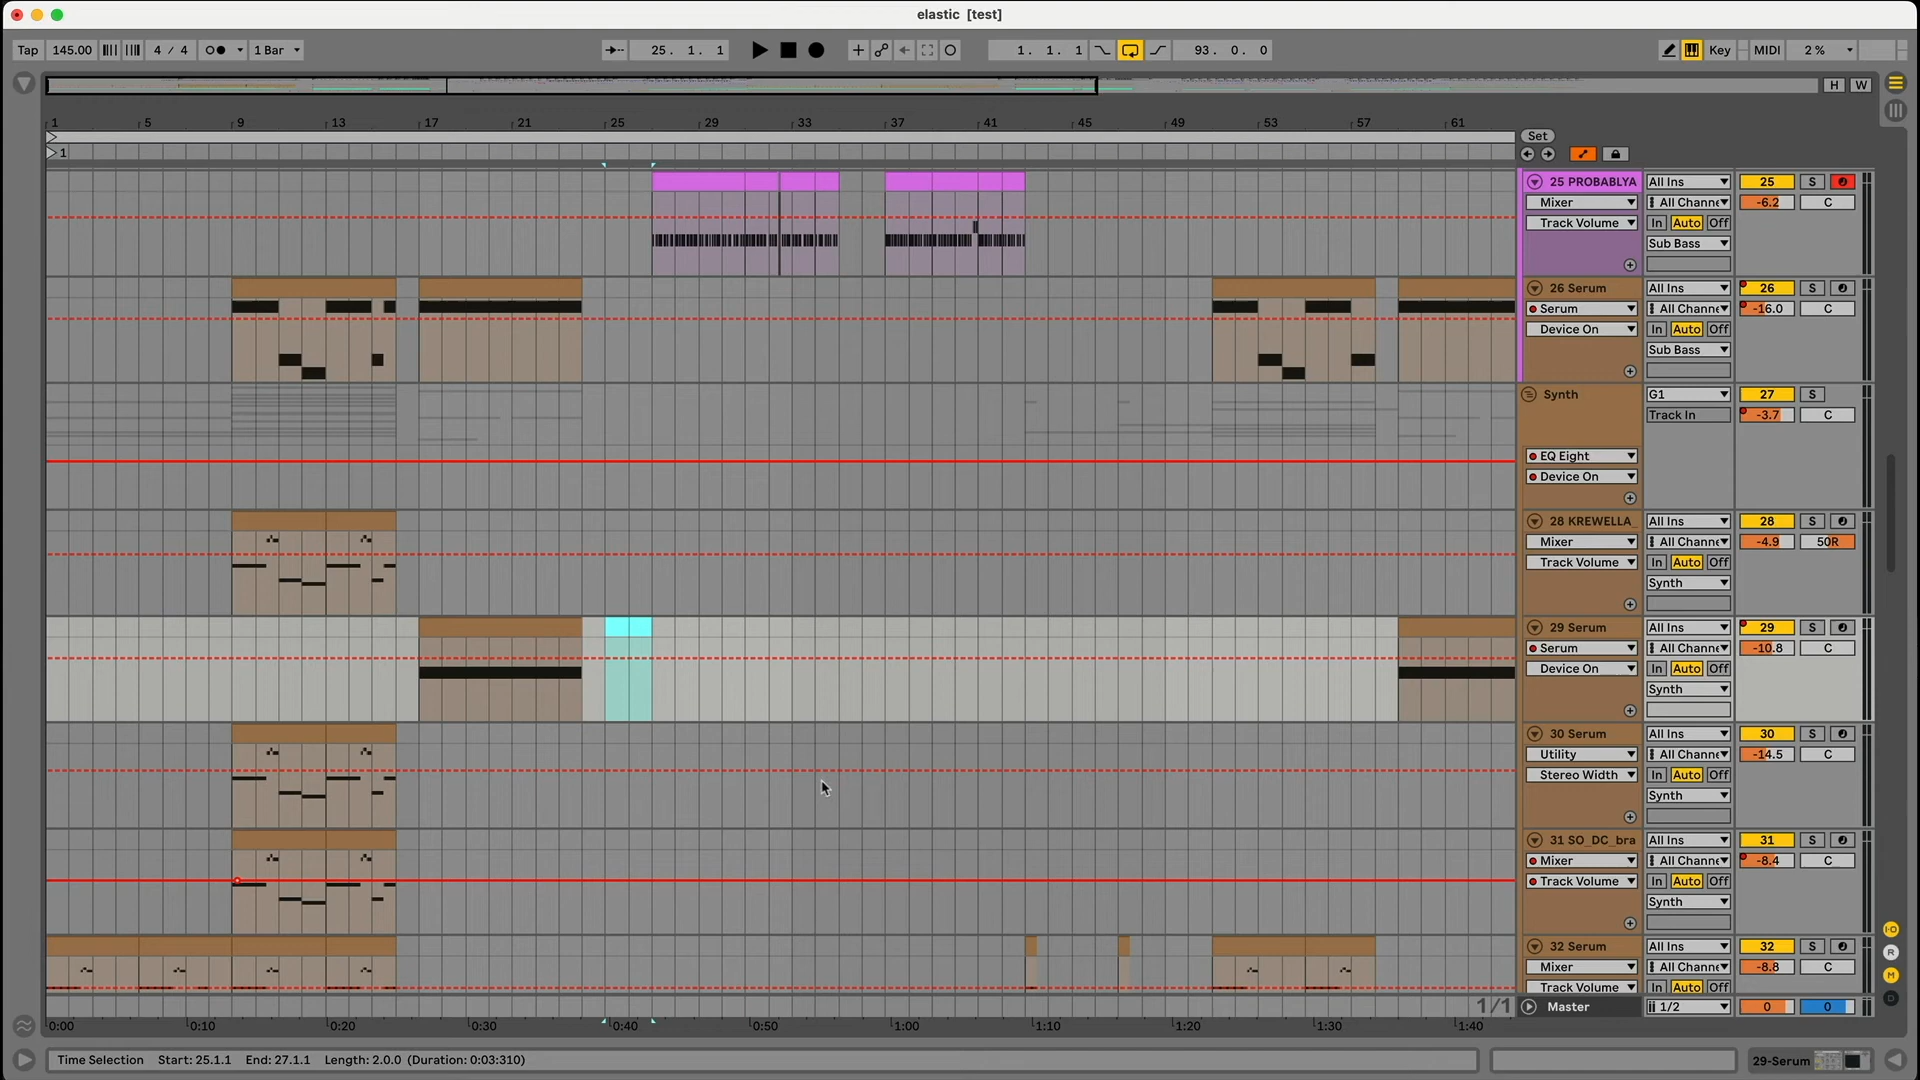 elastic [test]
Tap 145.00 4 / 4 1 Bar 25. 1. 1 1. 1. 1 93. 0. 0 Key MIDI 2 %
H W
1 5 9 13 17 21 25 29 33 37 41 45 49 53 57 61
Set
1
25 PROBABLYA All Ins 25 S
Mixer All Channe -6.2 C
Track Volume In Auto Off
Sub Bass
26 Serum All Ins 26 S
Serum All Channe -16.0 C
Device On In Auto Off
Sub Bass
Synth G1 27 S
Track In -3.7 C
EQ Eight
Device On
28 KREWELLA_ All Ins 28 S
Mixer All Channe -4.9 50R
Track Volume In Auto Off
Synth
29 Serum All Ins 29 S
Serum All Channe -10.8 C
Device On In Auto Off
Synth
30 Serum All Ins 30 S
Utility All Channe -14.5 C
Stereo Width In Auto Off
Synth
31 SO_DC_bra All Ins 31 S
Mixer All Channe -8.4 C
Track Volume In Auto Off
Synth
32 Serum All Ins 32 S
Mixer All Channe -8.8 C
Track Volume In Auto Off
1/1 Master 1/2 0 0
0:00 0:10 0:20 0:30 0:40 0:50 1:00 1:10 1:20 1:30 1:40
I·O
R
M
D
Time Selection Start: 25.1.1 End: 27.1.1 Length: 2.0.0 (Duration: 0:03:310) 29-Serum